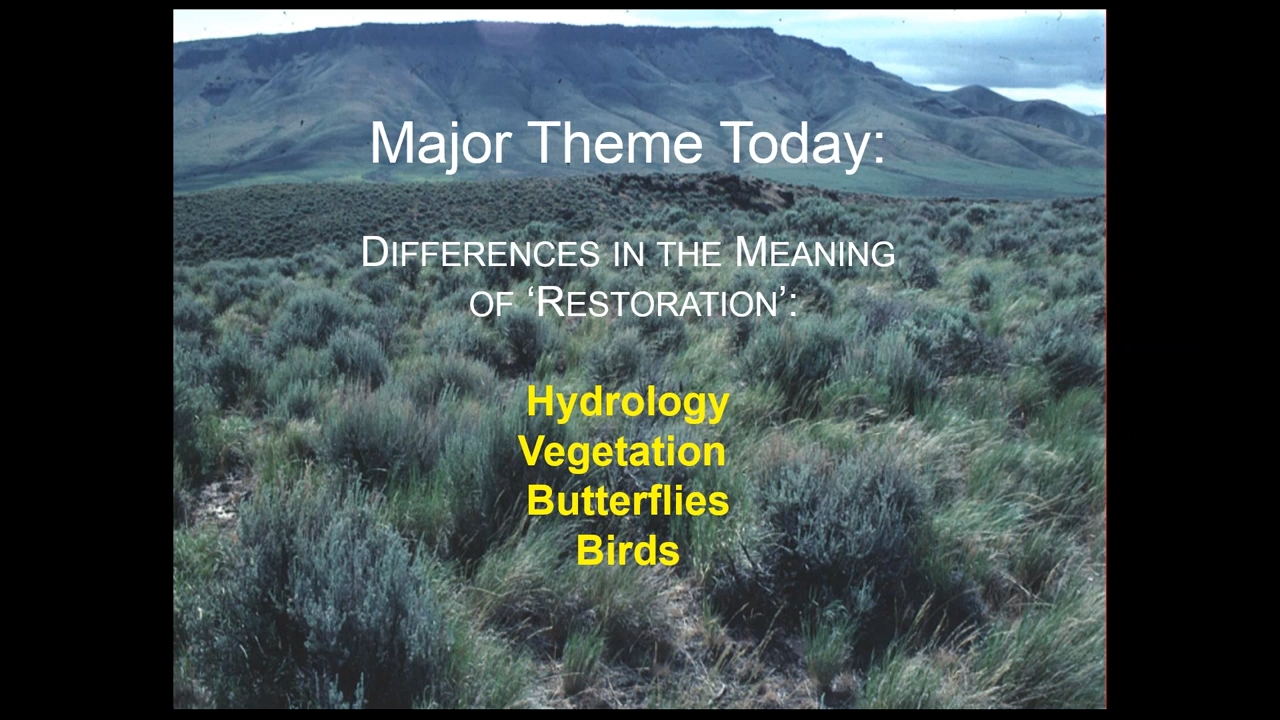 Major Theme Today:
DIFFERENCES IN THE MEANING
OF ‘RESTORATION’:
Hydrology
Vegetation
Butterflies
Birds